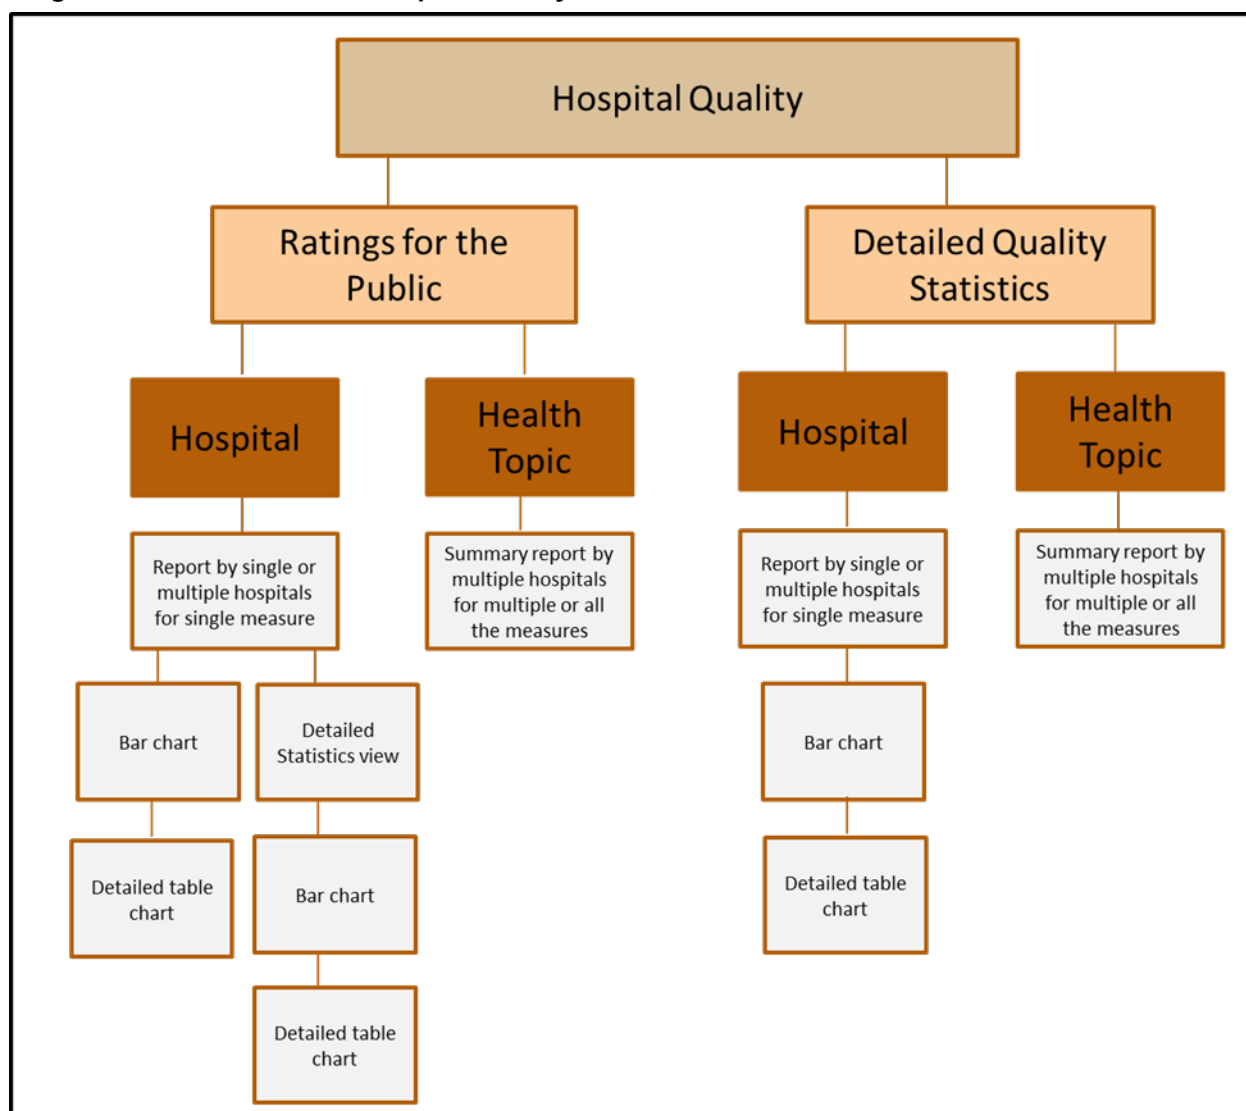 Hospital Quality
Ratings for the
Public
Detailed Quality
Statistics
Hospital
Health
Topic
Hospital
Health
Topic
Report by single or
multiple hospitals
for single measure
Summary report by
multiple hospitals
for multiple or all
the measures
Report by single or
multiple hospitals
for single measure
Summary report by
multiple hospitals
for multiple or all
the measures
Bar chart
Detailed
Statistics view
Bar chart
Detailed table
chart
Bar chart
Detailed table
chart
Detailed table
chart